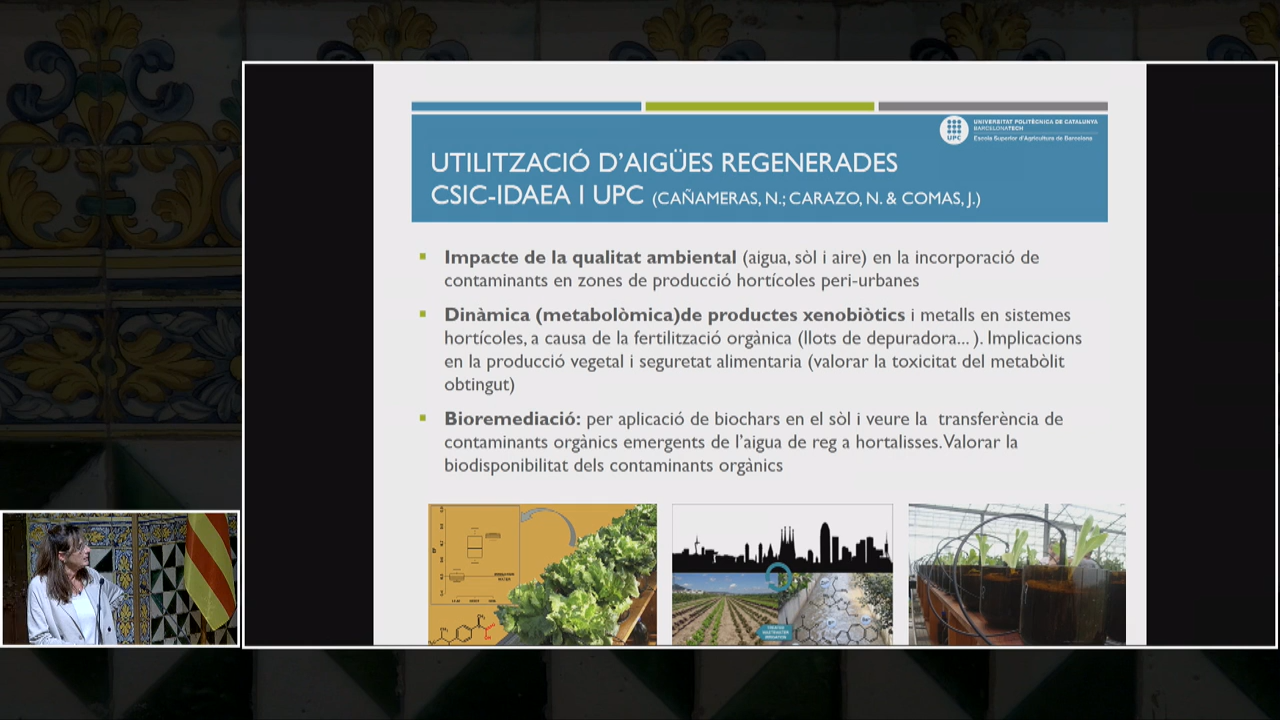 UNIVERSITAT POLITÈCNICA DE CATALUNYA
BARCELONATECH
Escola Superior d'Agricultura de Barcelona
UPC
UTILITZACIÓ D'AIGÜES REGENERADES
CSIC-IDAEA I UPC (CAÑAMERAS, N.; CARAZO, N. & COMAS, J.)
Impacte de la qualitat ambiental (aigua, sòl i aire) en la incorporació de
contaminants en zones de producció hortícoles peri-urbanes
Dinàmica (metabolòmica)de productes xenobiòtics i metalls en sistemes
hortícoles, a causa de la fertilització orgànica (llots de depuradora... ). Implicacions
en la producció vegetal i seguretat alimentaria (valorar la toxicitat del metabòlit
obtingut)
Bioremediació: per aplicació de biochars en el sòl i veure la  transferència de
contaminants orgànics emergents de l'aigua de reg a hortalisses. Valorar la
biodisponibilitat dels contaminants orgànics